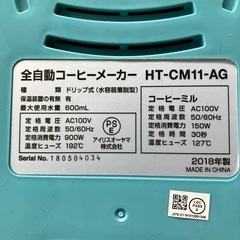 全自動コーヒーメーカー HT-CM11-AG
種類 ドリップ式(水容器着脱型)
保温装置の有無 有
最大使用水量 600mL
定格電圧 AC100V
定格周波数 50/60Hz
定格消費電力 900W
温度ヒューズ 192℃
PSE
アイリスオーヤマ株式会社
コーヒーミル
定格電圧 AC100V
定格周波数 50/60Hz
定格消費電力 150W
定格時間 30秒
温度ヒューズ 127℃
Serial No. 180504034
2018年製
MADE IN CHINA